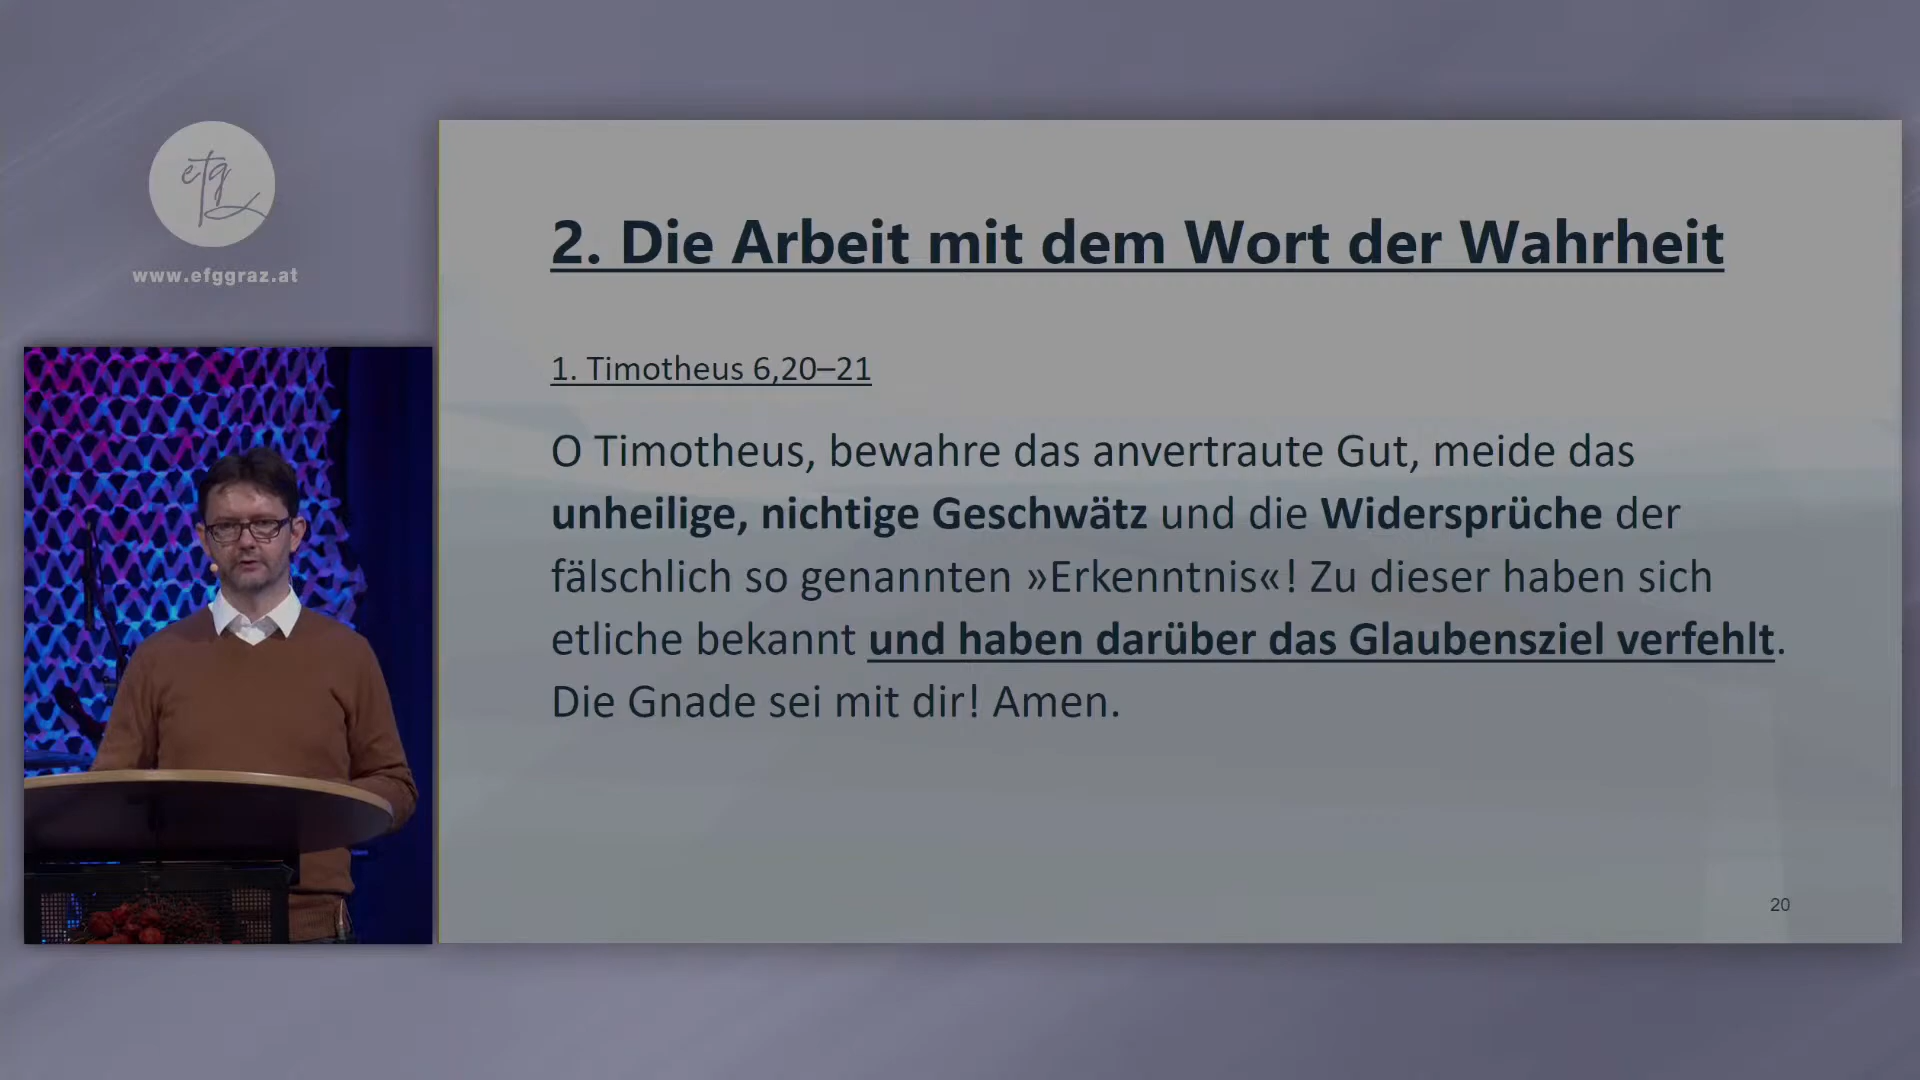 efg
www.efggraz.at
2. Die Arbeit mit dem Wort der Wahrheit
1. Timotheus 6,20–21
O Timotheus, bewahre das anvertraute Gut, meide das
unheilige, nichtige Geschwätz und die Widersprüche der
fälschlich so genannten »Erkenntnis«! Zu dieser haben sich
etliche bekannt und haben darüber das Glaubensziel verfehlt.
Die Gnade sei mit dir! Amen.
20